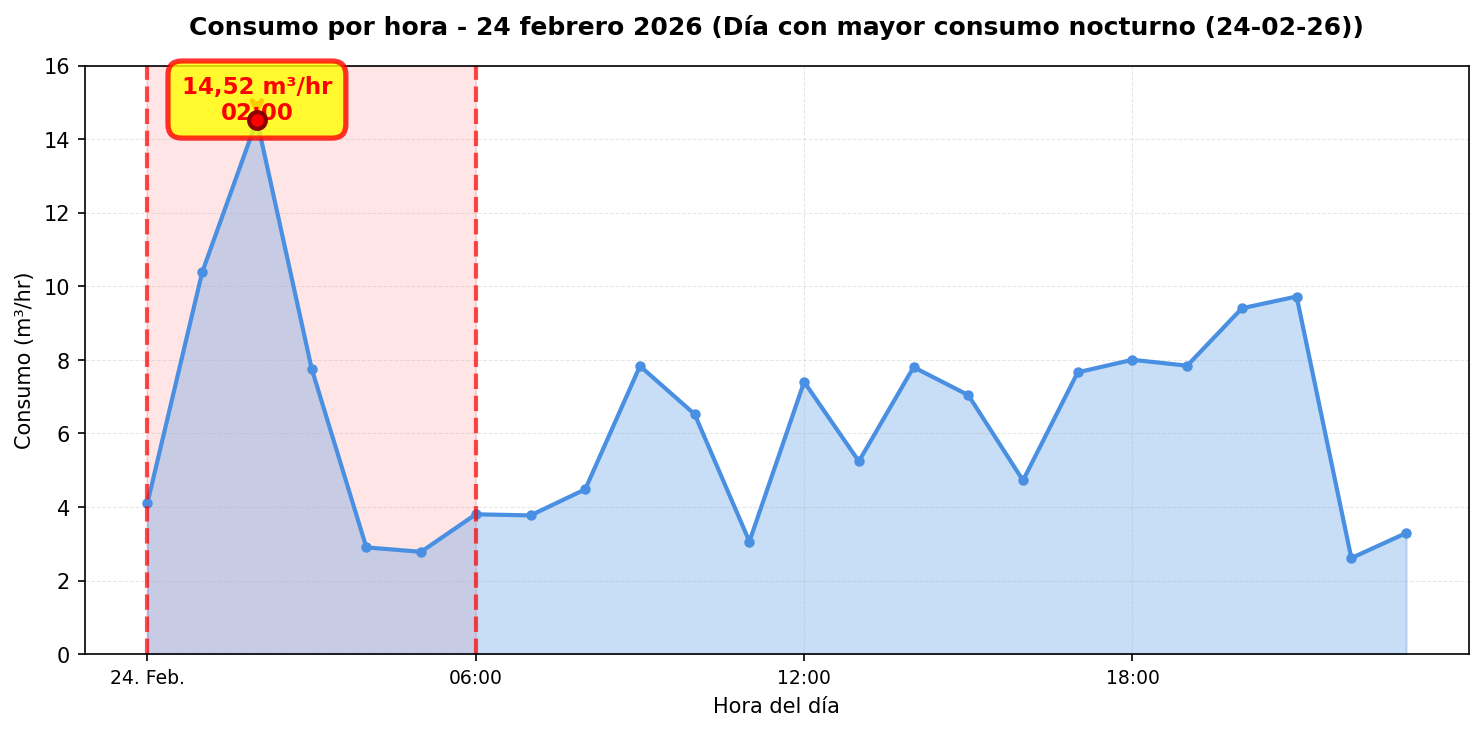 Consumo por hora - 24 febrero 2026 (Día con mayor consumo nocturno (24-02-26))
14,52 m³/hr
02:00
Consumo (m³/hr)
16
14
12
10
8
6
4
2
0
24. Feb.
06:00
12:00
18:00
Hora del día